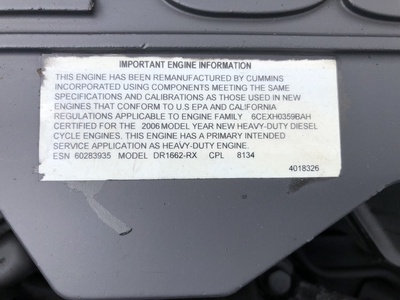 IMPORTANT ENGINE INFORMATION
THIS ENGINE HAS BEEN REMANUFACTURED BY CUMMINS
INCORPORATED USING COMPONENTS MEETING THE SAME
SPECIFICATIONS AND CALIBRATIONS AS THOSE USED IN NEW
ENGINES THAT CONFORM TO U.S EPA AND CALIFORNIA
REGULATIONS APPLICABLE TO ENGINE FAMILY 6CEXH0359BAH
CERTIFIED FOR THE 2006 MODEL YEAR NEW HEAVY-DUTY DIESEL
CYCLE ENGINES. THIS ENGINE HAS A PRIMARY INTENDED
SERVICE APPLICATION AS HEAVY-DUTY ENGINE.
ESN 60283935 MODEL DR1662-RX CPL 8134
4018326